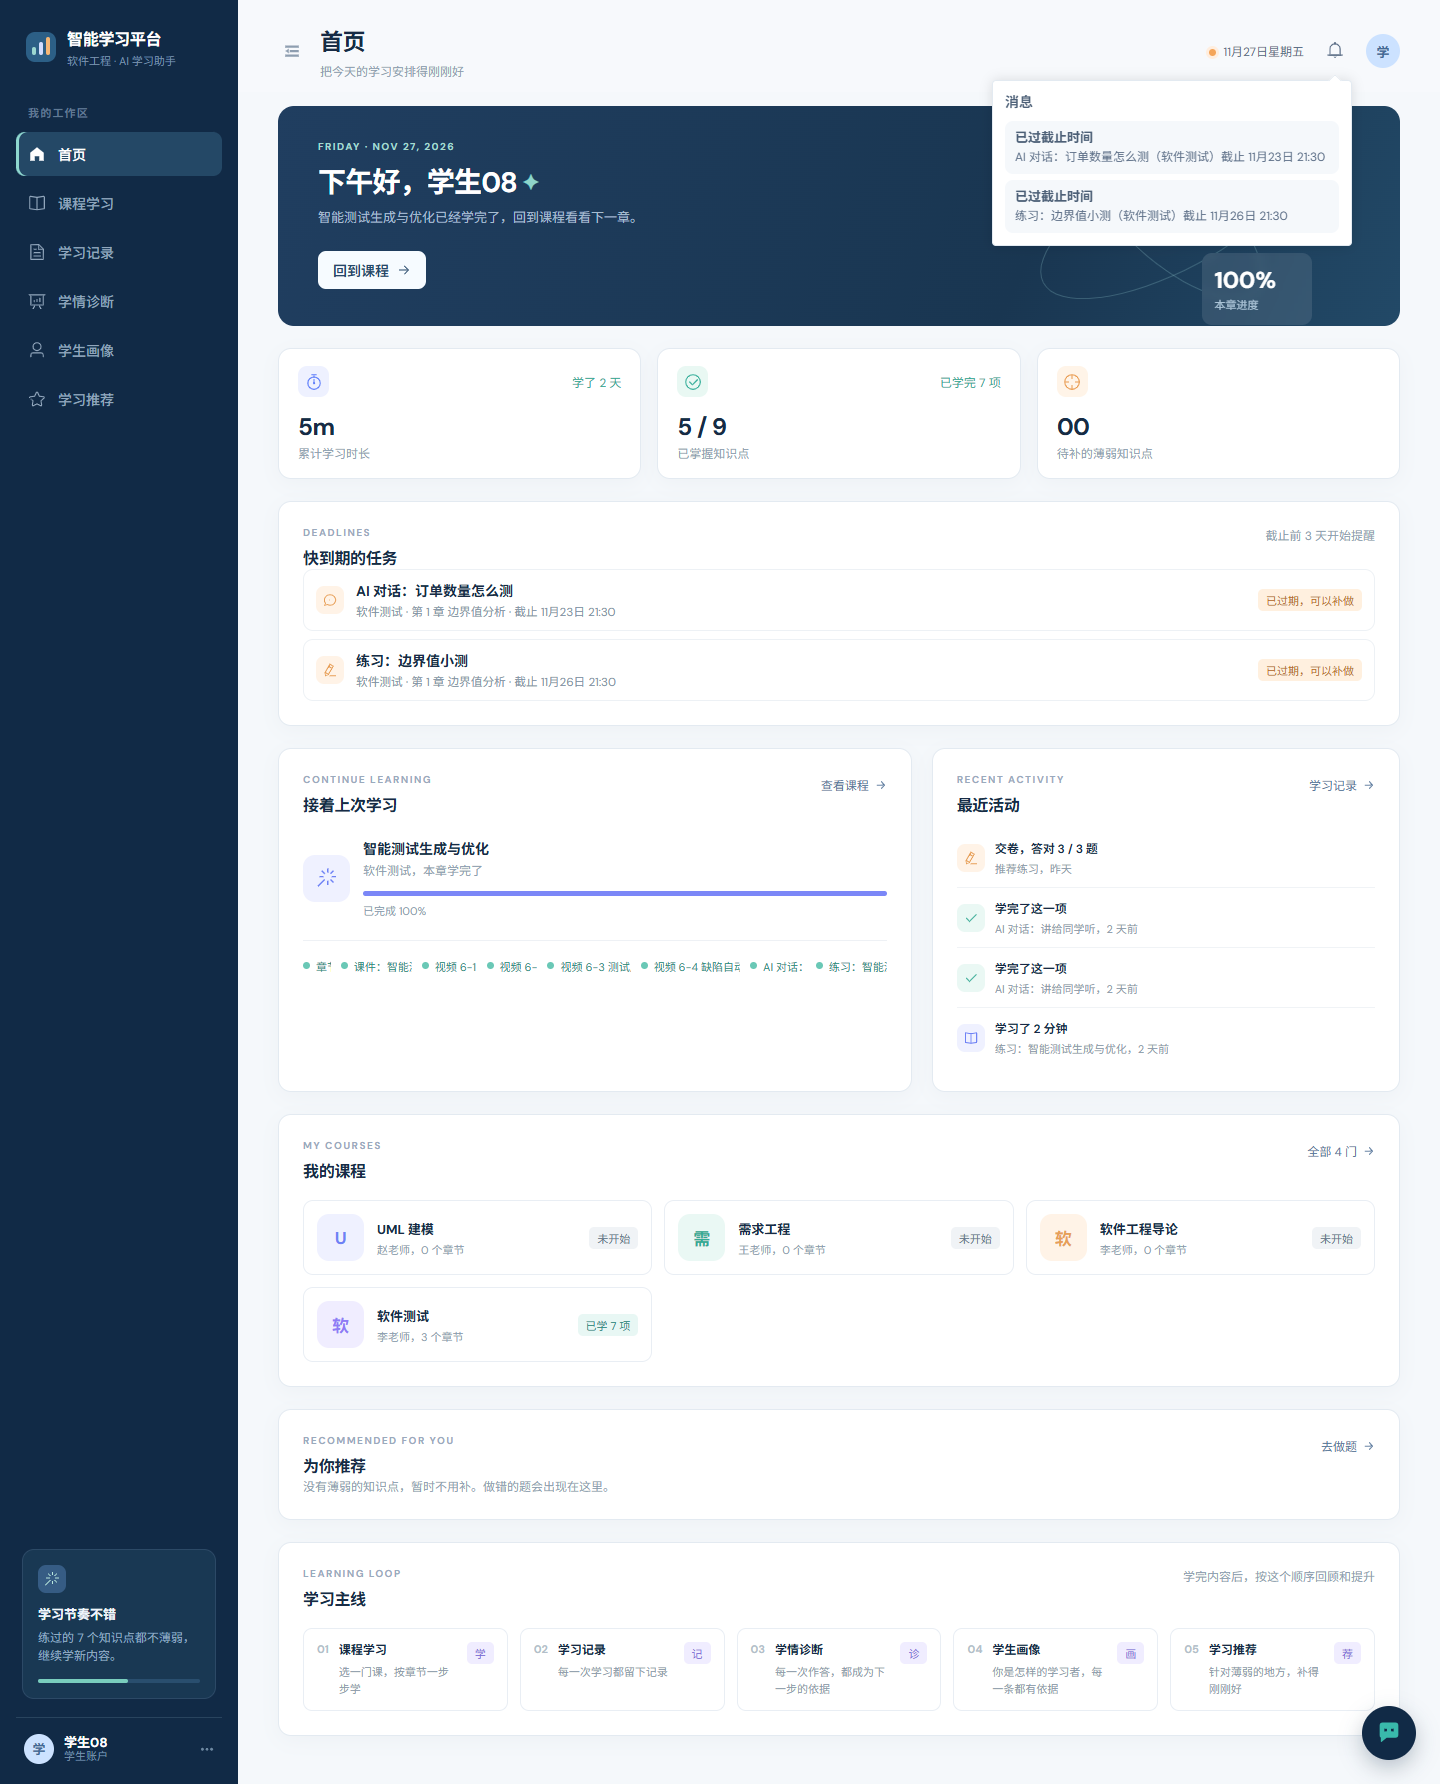 智能学习平台
软件工程 · AI 学习助手
我的工作区
首页
课程学习
学习记录
学情诊断
学生画像
学习推荐
学习节奏不错
练过的 7 个知识点都不薄弱，
继续学新内容。
学
学生08
学生账户
首页
把今天的学习安排得刚刚好
11月27日星期五
学
消息
已过截止时间
AI 对话：订单数量怎么测（软件测试）截止 11月23日 21:30
已过截止时间
练习：边界值小测（软件测试）截止 11月26日 21:30
FRIDAY · NOV 27, 2026
下午好，学生08
智能测试生成与优化已经学完了，回到课程看看下一章。
回到课程
100%
本章进度
学了 2 天
5m
累计学习时长
已学完 7 项
5 / 9
已掌握知识点
00
待补的薄弱知识点
DEADLINES
快到期的任务
截止前 3 天开始提醒
AI 对话：订单数量怎么测
软件测试 · 第 1 章 边界值分析 · 截止 11月23日 21:30
已过期，可以补做
练习：边界值小测
软件测试 · 第 1 章 边界值分析 · 截止 11月26日 21:30
已过期，可以补做
CONTINUE LEARNING
接着上次学习
查看课程
智能测试生成与优化
软件测试，本章学完了
已完成 100%
章 课件：智能 视频 6-1 视频 6- 视频 6-3 测试 视频 6-4 缺陷自动 AI 对话： 练习：智能
RECENT ACTIVITY
最近活动
学习记录
交卷，答对 3 / 3 题
推荐练习，昨天
学完了这一项
AI 对话：讲给同学听，2 天前
学完了这一项
AI 对话：讲给同学听，2 天前
学习了 2 分钟
练习：智能测试生成与优化，2 天前
MY COURSES
我的课程
全部 4 门
U
UML 建模
赵老师，0 个章节
未开始
需
需求工程
王老师，0 个章节
未开始
软
软件工程导论
李老师，0 个章节
未开始
软
软件测试
李老师，3 个章节
已学 7 项
RECOMMENDED FOR YOU
为你推荐
没有薄弱的知识点，暂时不用补。做错的题会出现在这里。
去做题
LEARNING LOOP
学习主线
学完内容后，按这个顺序回顾和提升
01 课程学习
选一门课，按章节一步
步学
学
02 学习记录
每一次学习都留下记录
记
03 学情诊断
每一次作答，都成为下
一步的依据
诊
04 学生画像
你是怎样的学习者，每
一条都有依据
画
05 学习推荐
针对薄弱的地方，补得
刚刚好
荐